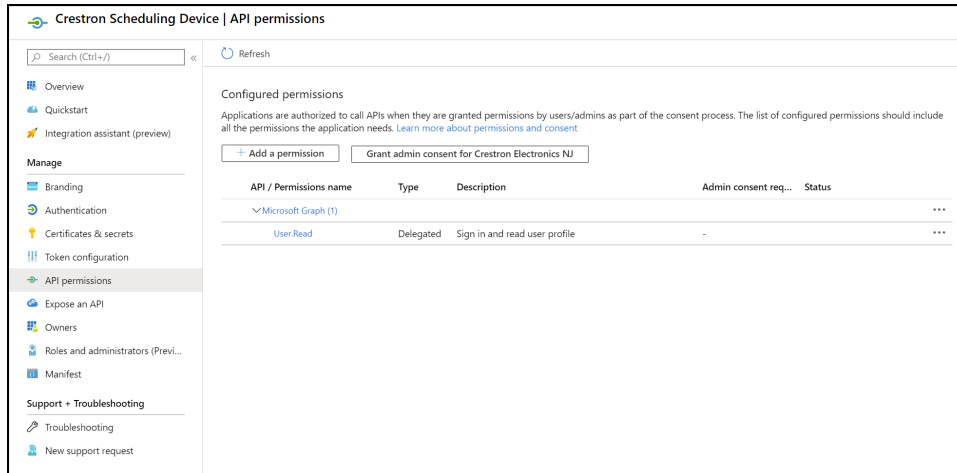 Crestron Scheduling Device | API permissions
Search (Ctrl+/)
«
Refresh
Overview
Quickstart
Integration assistant (preview)
Manage
Branding
Authentication
Certificates & secrets
Token configuration
API permissions
Expose an API
Owners
Roles and administrators (Previ...
Manifest
Support + Troubleshooting
Troubleshooting
New support request
Configured permissions
Applications are authorized to call APIs when they are granted permissions by users/admins as part of the consent process. The list of configured permissions should include
all the permissions the application needs. Learn more about permissions and consent
+ Add a permission Grant admin consent for Crestron Electronics NJ
API / Permissions name Type Description Admin consent req... Status
Microsoft Graph (1) ...
User.Read Delegated Sign in and read user profile - ...